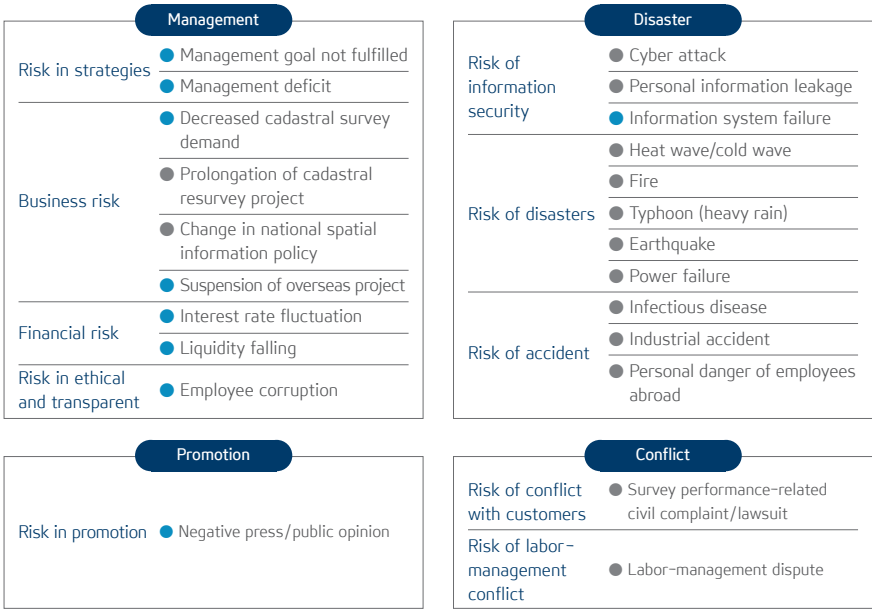 Management
Risk in strategies
Management goal not fulfilled
Management deficit
Business risk
Decreased cadastral survey
demand
Prolongation of cadastral
resurvey project
Change in national spatial
information policy
Suspension of overseas project
Financial risk
Interest rate fluctuation
Liquidity falling
Risk in ethical
and transparent
Employee corruption
Disaster
Risk of
information
security
Cyber attack
Personal information leakage
Information system failure
Risk of disasters
Heat wave/cold wave
Fire
Typhoon (heavy rain)
Earthquake
Power failure
Risk of accident
Infectious disease
Industrial accident
Personal danger of employees
abroad
Promotion
Risk in promotion
Negative press/public opinion
Conflict
Risk of conflict
with customers
Survey performance-related
civil complaint/lawsuit
Risk of labor-
management
conflict
Labor-management dispute